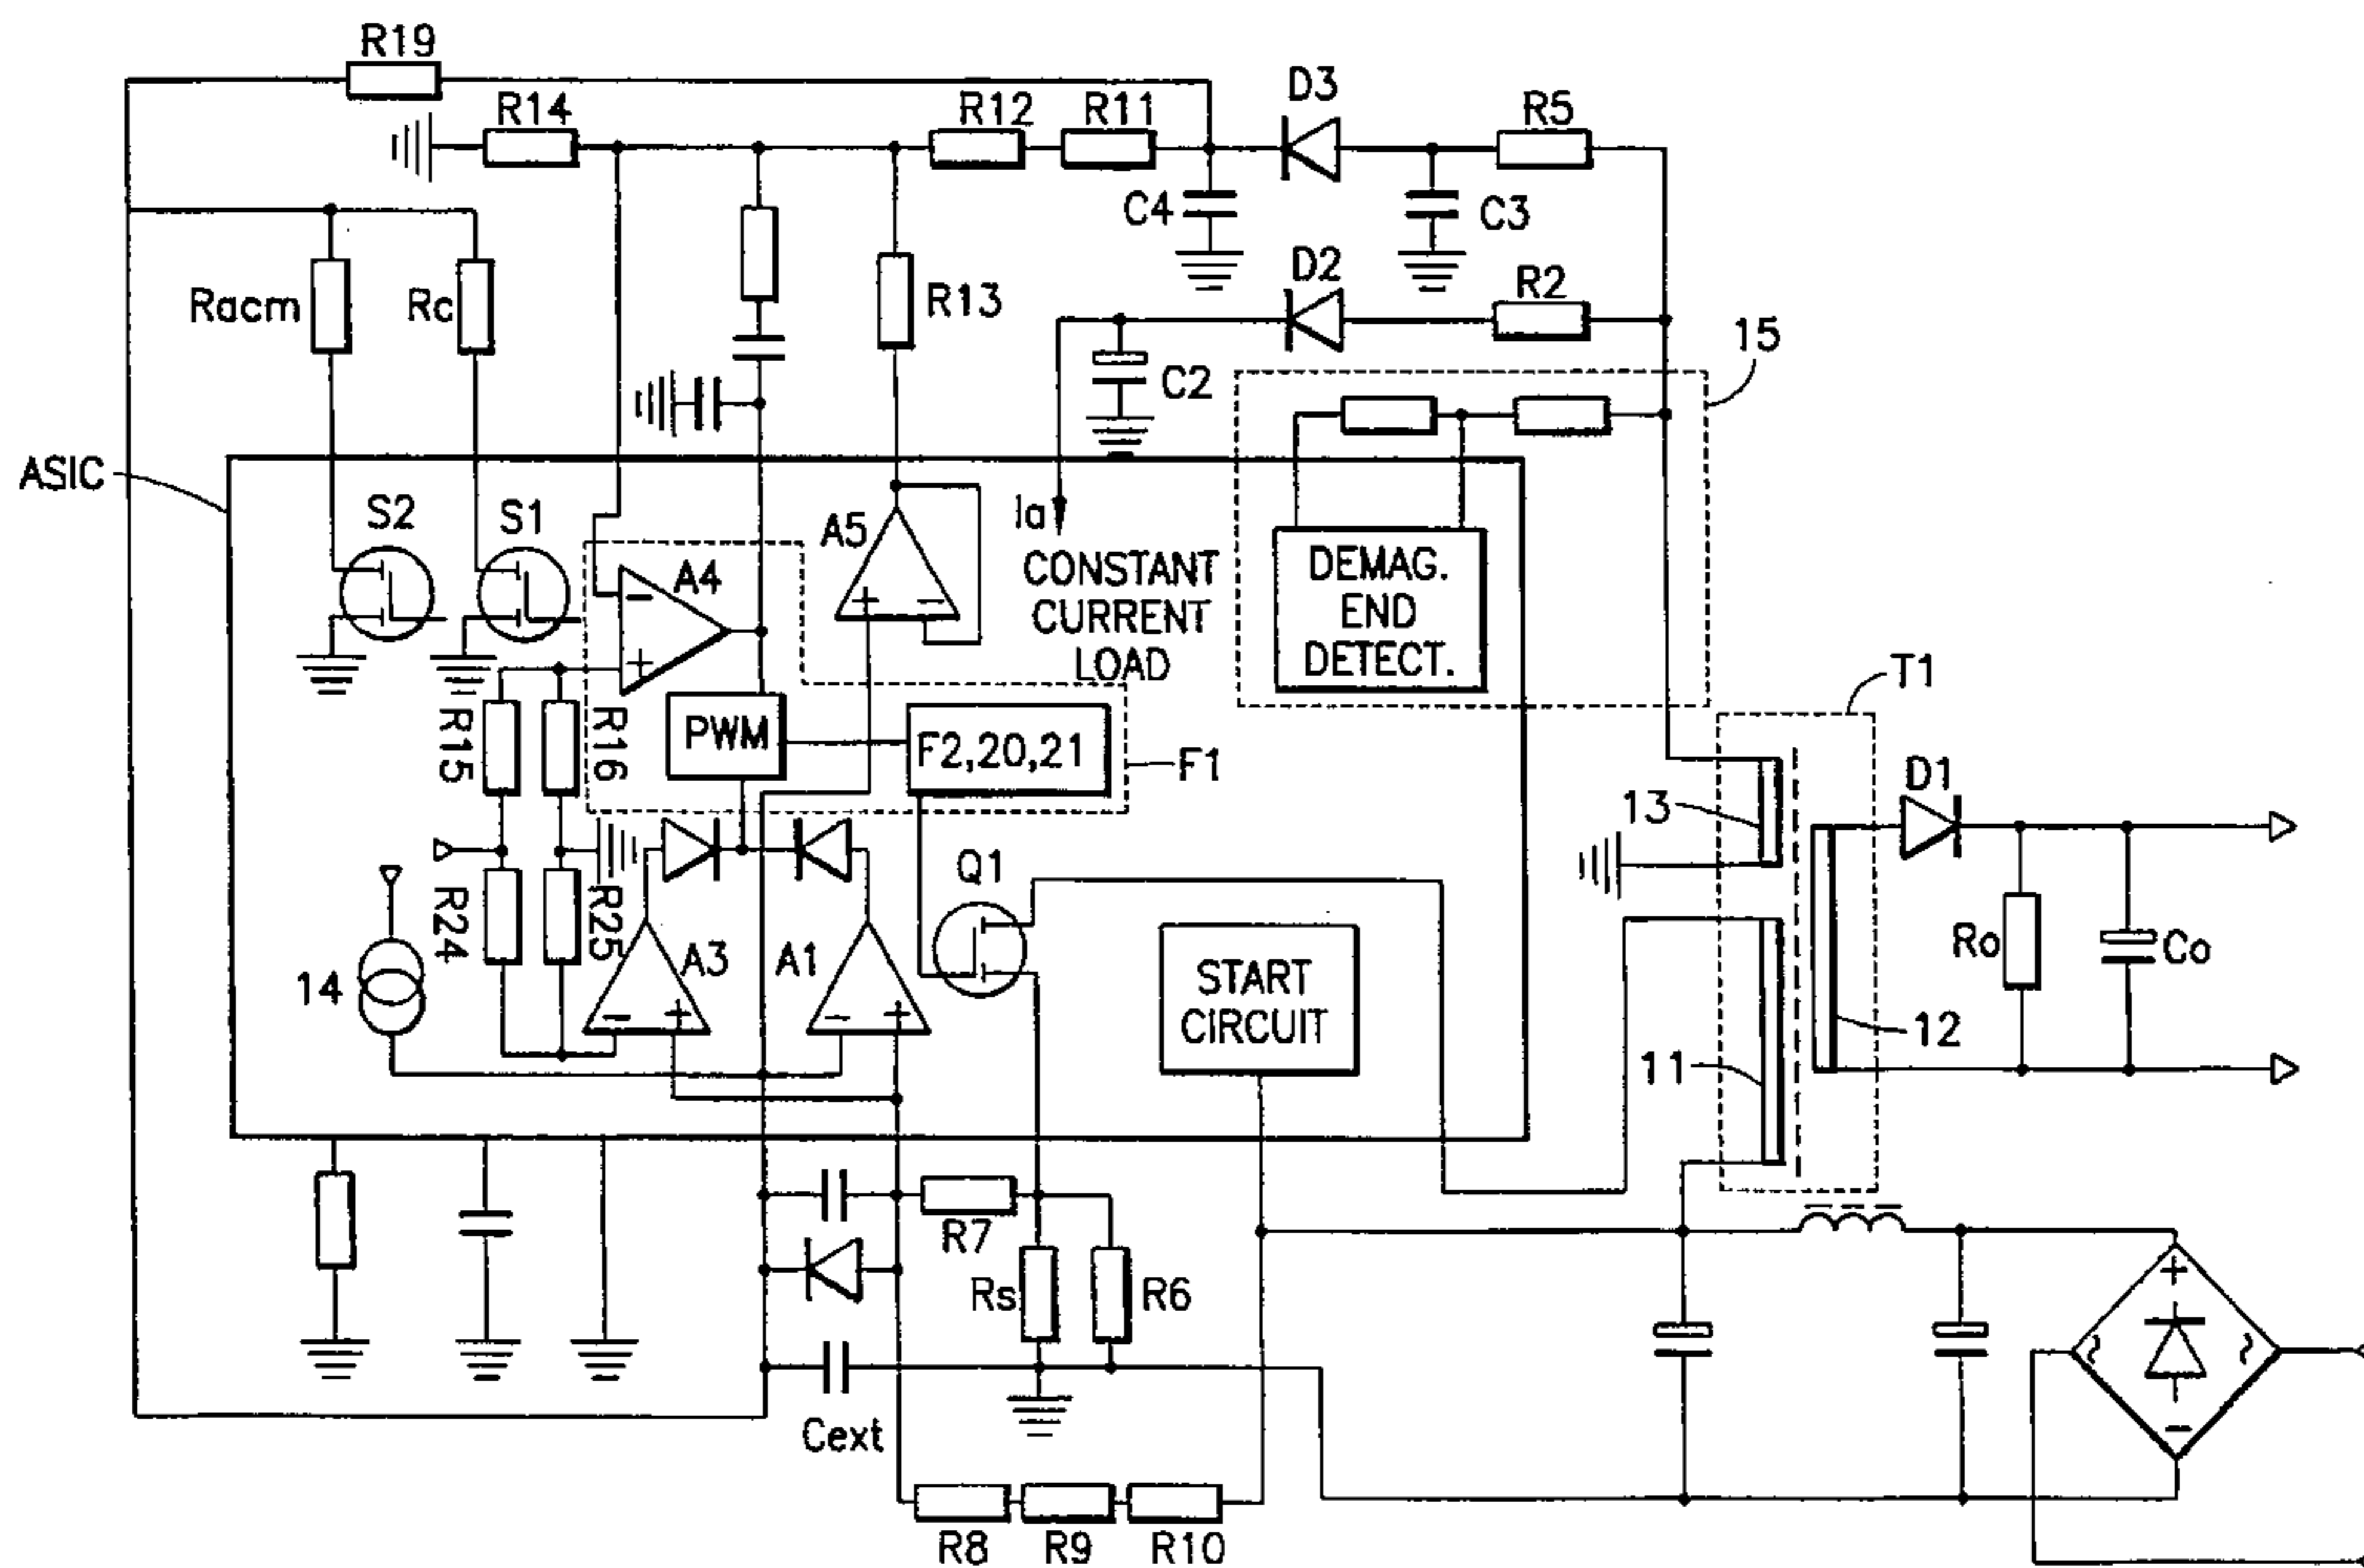 R19
D3
R14
R12
R11
R5
C4
C3
D2
R2
Racm
Rc
R13
15
C2
ASIC
S2
S1
A5
Ia
A4
CONSTANT
CURRENT
LOAD
DEMAG.
END
DETECT.
T1
R15
R16
PWM
F2,20,21
F1
D1
13
Q1
R24
R25
A3
A1
14
START
CIRCUIT
Ro
Co
12
11
R7
Rs
R6
Cext
R8
R9
R10